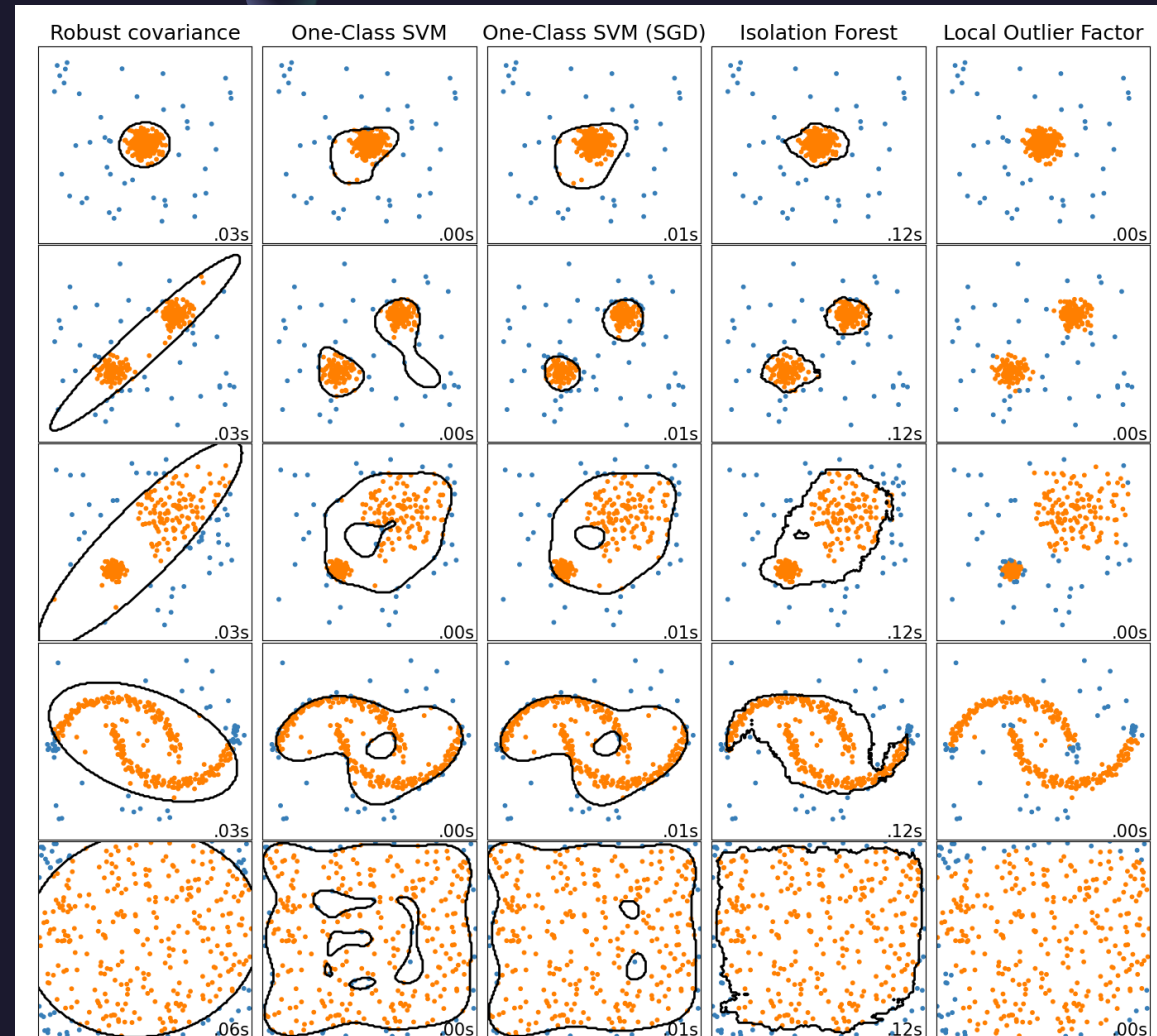 Robust covariance One-Class SVM One-Class SVM (SGD) Isolation Forest Local Outlier Factor
.03s .00s .01s .12s .00s
.03s .00s .01s .12s .00s
.03s .00s .01s .12s .00s
.03s .00s .01s .12s .00s
.06s .00s .01s .12s .00s